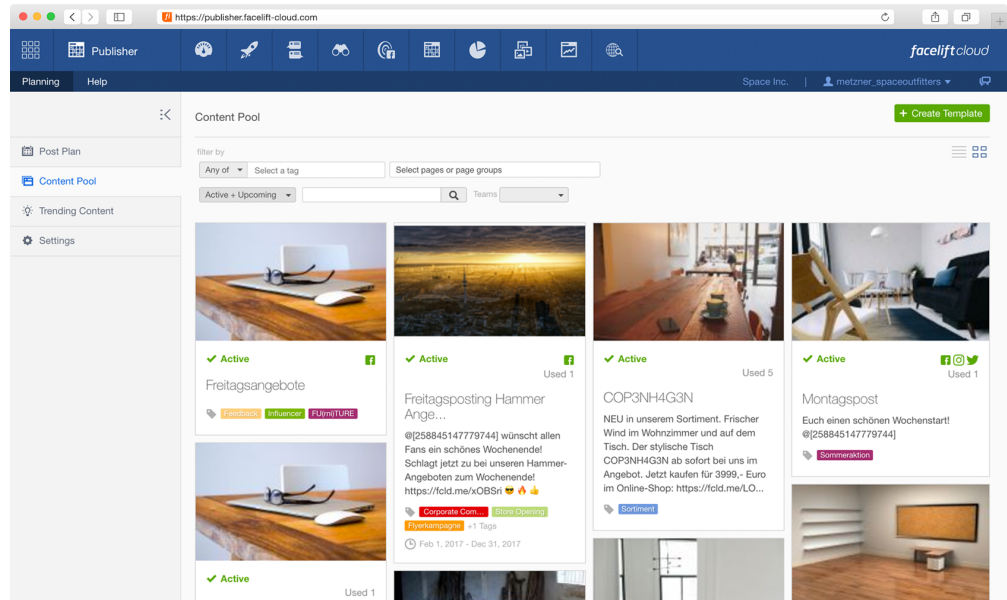 https://publisher.facelift-cloud.com
Publisher
faceliftcloud
Planning Help
Space Inc. | metzner_spaceoutfitters
Content Pool
+ Create Template
Post Plan
Content Pool
Trending Content
Settings
filter by
Any of Select a tag Select pages or page groups
Active + Upcoming Teams
Active
Freitagsangebote
Feedback Influencer FU(rni)TURE
Active
Used 1
Active
Used 1
Freitagsposting Hammer
Ange...
@[258845147779744] wünscht allen
Fans ein schönes Wochenende!
Schlagt jetzt zu bei unseren Hammer-
Angeboten zum Wochenende!
https://fcld.me/xOBSri 😎 🔥 👍
Corporate Com... Store Opening
Flyerkampagne +1 Tags
Feb 1, 2017 - Dec 31, 2017
Active
Used 5
COP3NH4G3N
NEU in unserem Sortiment. Frischer
Wind im Wohnzimmer und auf dem
Tisch. Der stylische Tisch
COP3NH4G3N ab sofort bei uns im
Angebot. Jetzt kaufen für 3999,- Euro
im Online-Shop: https://fcld.me/LO...
Sortiment
Active
Used 1
Montagspost
Euch einen schönen Wochenstart!
@[258845147779744]
Sommeraktion